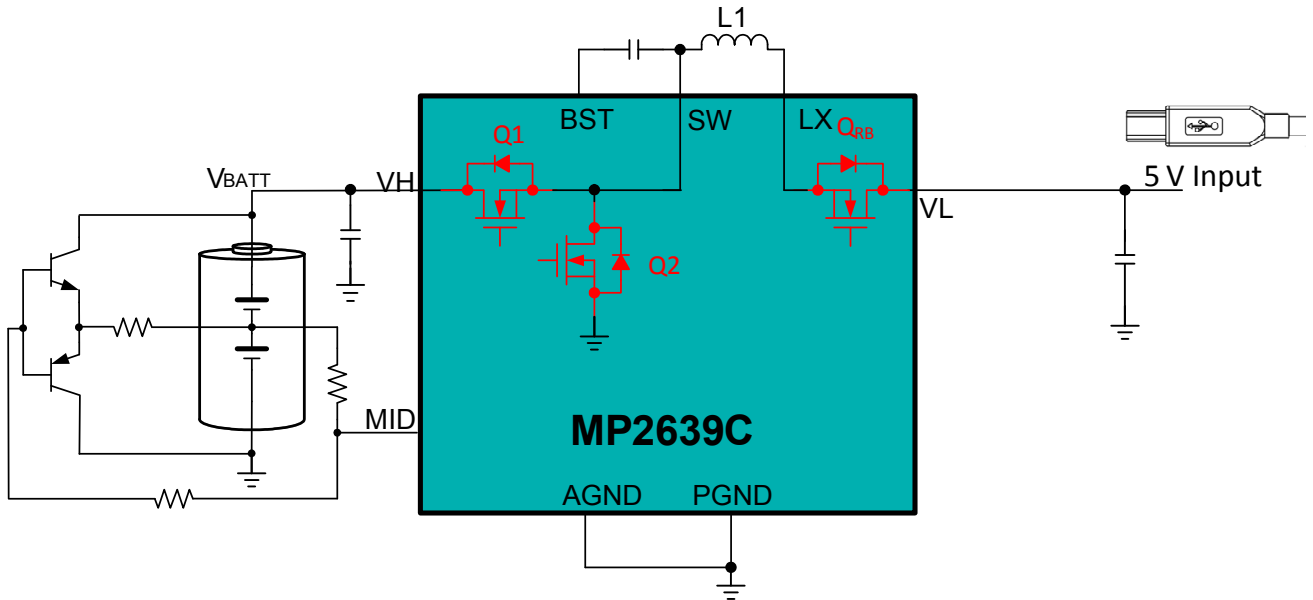 L1
BST
SW
LX
QRB
Q1
VBATT
VH
5 V Input
VL
Q2
MID
MP2639C
AGND
PGND